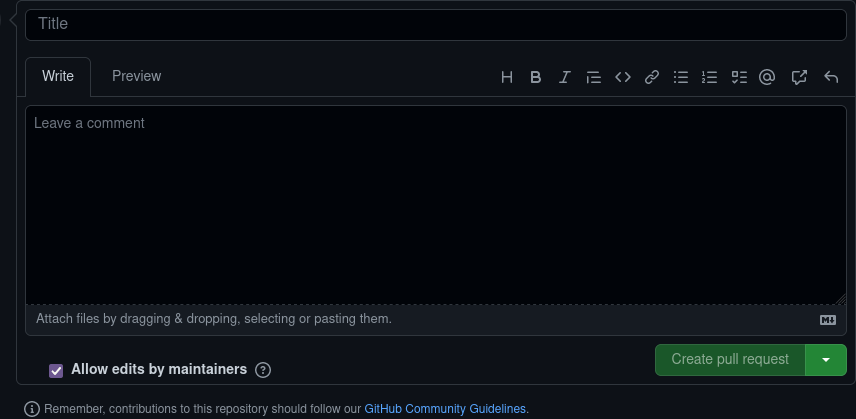 Title
Write Preview
Leave a comment
Attach files by dragging & dropping, selecting or pasting them.
Allow edits by maintainers
Create pull request
Remember, contributions to this repository should follow our GitHub Community Guidelines.